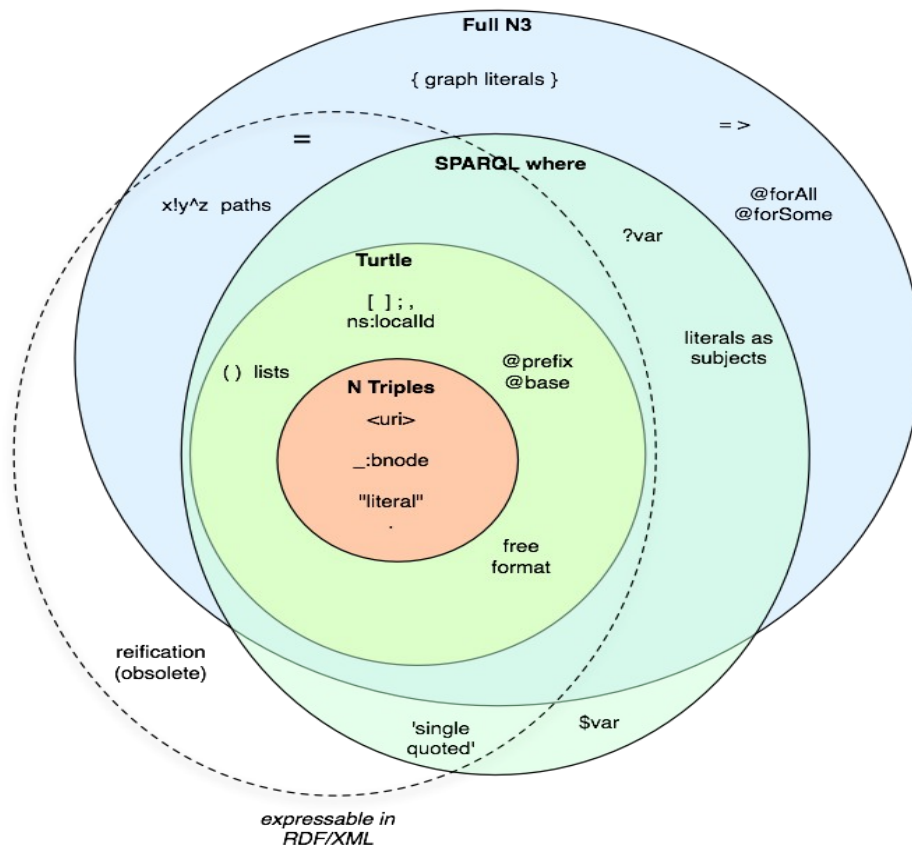 Full N3
{ graph literals }
=
= >
SPARQL where
x!y^z  paths
@forAll
@forSome
?var
Turtle
[  ] ; ,
ns:localId
literals as
subjects
( )  lists
@prefix
@base
N Triples
<uri>
_:bnode
"literal"
.
free
format
reification
(obsolete)
'single
quoted'
$var
expressable in
RDF/XML